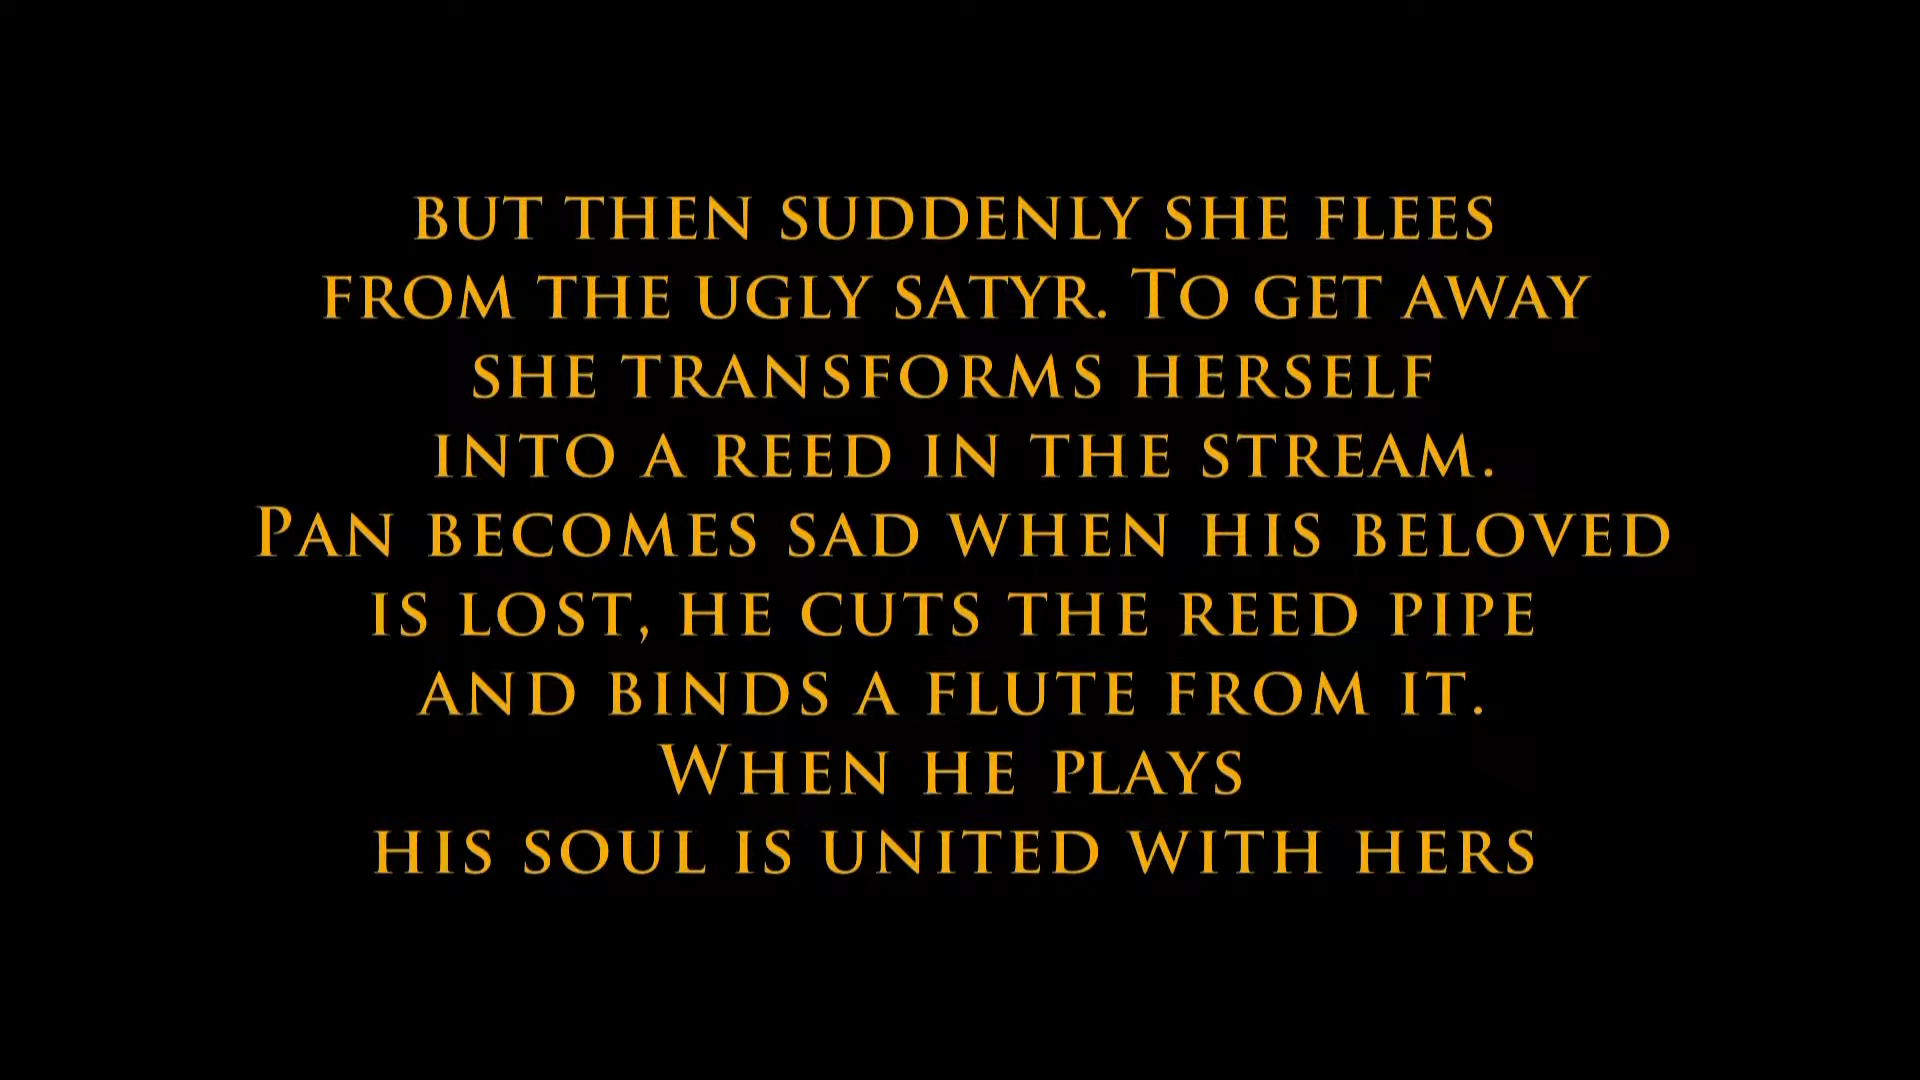 BUT THEN SUDDENLY SHE FLEES
FROM THE UGLY SATYR. TO GET AWAY
SHE TRANSFORMS HERSELF
INTO A REED IN THE STREAM.
PAN BECOMES SAD WHEN HIS BELOVED
IS LOST, HE CUTS THE REED PIPE
AND BINDS A FLUTE FROM IT.
WHEN HE PLAYS
HIS SOUL IS UNITED WITH HERS